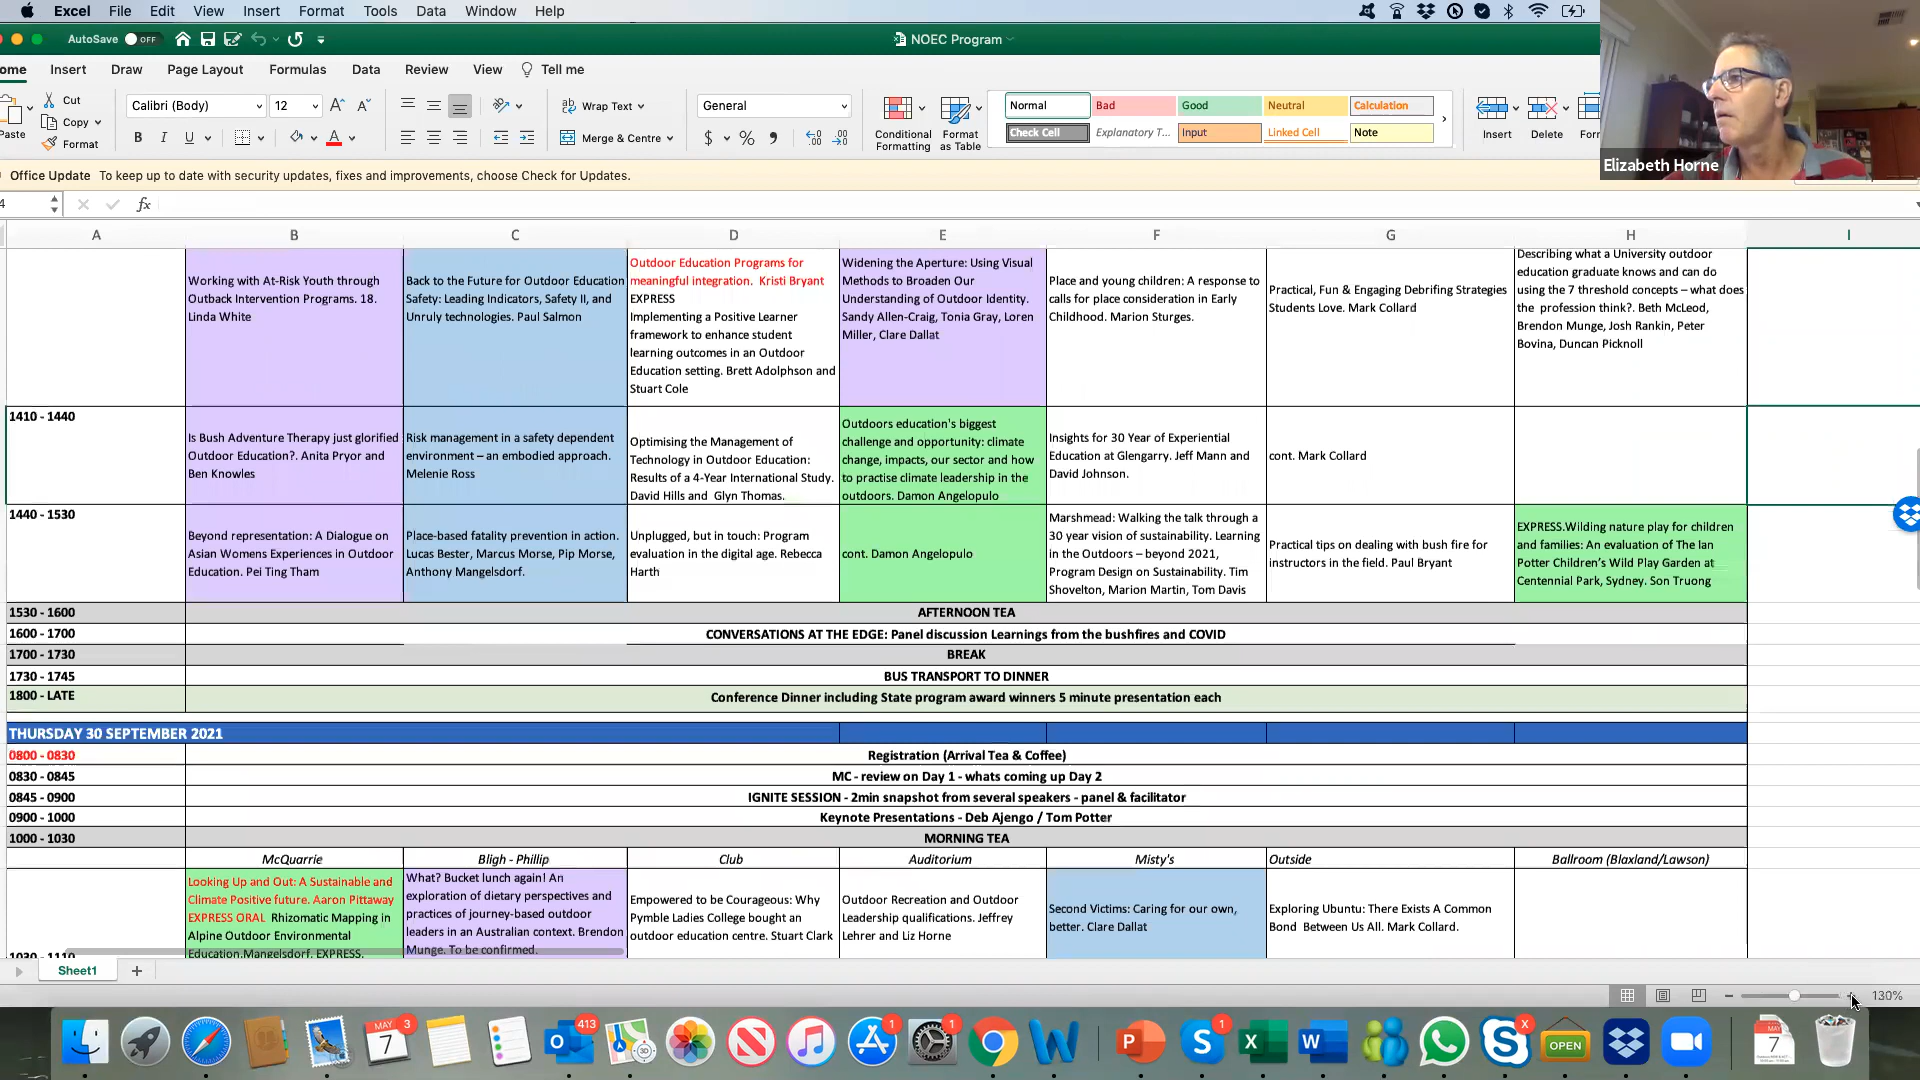 Excel File Edit View Insert Format Tools Data Window Help
AutoSave OFF NOEC Program
ome Insert Draw Page Layout Formulas Data Review View Tell me
Cut Calibri (Body) 12 A A Wrap Text General Normal Bad Good Neutral Calculation
Copy
Paste Format B I U A Merge & Centre $ % Conditional Formatting Format as Table Check Cell Explanatory T... Input Linked Cell Note Insert Delete
Elizabeth Horne
Office Update To keep up to date with security updates, fixes and improvements, choose Check for Updates.
4 fx
A B C D E F G H I
Working with At-Risk Youth through
Outback Intervention Programs. 18.
Linda White
Back to the Future for Outdoor Education
Safety: Leading Indicators, Safety II, and
Unruly technologies. Paul Salmon
Outdoor Education Programs for
meaningful integration. Kristi Bryant
EXPRESS
Implementing a Positive Learner
framework to enhance student
learning outcomes in an Outdoor
Education setting. Brett Adolphson and
Stuart Cole
Widening the Aperture: Using Visual
Methods to Broaden Our
Understanding of Outdoor Identity.
Sandy Allen-Craig, Tonia Gray, Loren
Miller, Clare Dallat
Place and young children: A response to
calls for place consideration in Early
Childhood. Marion Sturges.
Practical, Fun & Engaging Debrifing Strategies
Students Love. Mark Collard
Describing what a University outdoor
education graduate knows and can do
using the 7 threshold concepts – what does
the profession think?. Beth McLeod,
Brendon Munge, Josh Rankin, Peter
Bovina, Duncan Picknoll
1410 - 1440
Is Bush Adventure Therapy just glorified
Outdoor Education?. Anita Pryor and
Ben Knowles
Risk management in a safety dependent
environment – an embodied approach.
Melenie Ross
Optimising the Management of
Technology in Outdoor Education:
Results of a 4-Year International Study.
David Hills and Glyn Thomas.
Outdoors education's biggest
challenge and opportunity: climate
change, impacts, our sector and how
to practise climate leadership in the
outdoors. Damon Angelopulo
Insights for 30 Year of Experiential
Education at Glengarry. Jeff Mann and
David Johnson.
cont. Mark Collard
1440 - 1530
Beyond representation: A Dialogue on
Asian Womens Experiences in Outdoor
Education. Pei Ting Tham
Place-based fatality prevention in action.
Lucas Bester, Marcus Morse, Pip Morse,
Anthony Mangelsdorf.
Unplugged, but in touch: Program
evaluation in the digital age. Rebecca
Harth
cont. Damon Angelopulo
Marshmead: Walking the talk through a
30 year vision of sustainability. Learning
in the Outdoors – beyond 2021,
Program Design on Sustainability. Tim
Shovelton, Marion Martin, Tom Davis
Practical tips on dealing with bush fire for
instructors in the field. Paul Bryant
EXPRESS.Wilding nature play for children
and families: An evaluation of The Ian
Potter Children's Wild Play Garden at
Centennial Park, Sydney. Son Truong
1530 - 1600 AFTERNOON TEA
1600 - 1700 CONVERSATIONS AT THE EDGE: Panel discussion Learnings from the bushfires and COVID
1700 - 1730 BREAK
1730 - 1745 BUS TRANSPORT TO DINNER
1800 - LATE Conference Dinner including State program award winners 5 minute presentation each
THURSDAY 30 SEPTEMBER 2021
0800 - 0830 Registration (Arrival Tea & Coffee)
0830 - 0845 MC - review on Day 1 - whats coming up Day 2
0845 - 0900 IGNITE SESSION - 2min snapshot from several speakers - panel & facilitator
0900 - 1000 Keynote Presentations - Deb Ajengo / Tom Potter
1000 - 1030 MORNING TEA
McQuarrie Bligh - Phillip Club Auditorium Misty's Outside Ballroom (Blaxland/Lawson)
Looking Up and Out: A Sustainable and
Climate Positive future. Aaron Pittaway
EXPRESS ORAL Rhizomatic Mapping in
Alpine Outdoor Environmental
Education.Mangelsdorf. EXPRESS.
What? Bucket lunch again! An
exploration of dietary perspectives and
practices of journey-based outdoor
leaders in an Australian context. Brendon
Munge. To be confirmed.
Empowered to be Courageous: Why
Pymble Ladies College bought an
outdoor education centre. Stuart Clark
Outdoor Recreation and Outdoor
Leadership qualifications. Jeffrey
Lehrer and Liz Horne
Second Victims: Caring for our own,
better. Clare Dallat
Exploring Ubuntu: There Exists A Common
Bond Between Us All. Mark Collard.
1030 - 1110
Sheet1
130%
MAY 7 3 413 1 1 1 X OPEN MAY 7